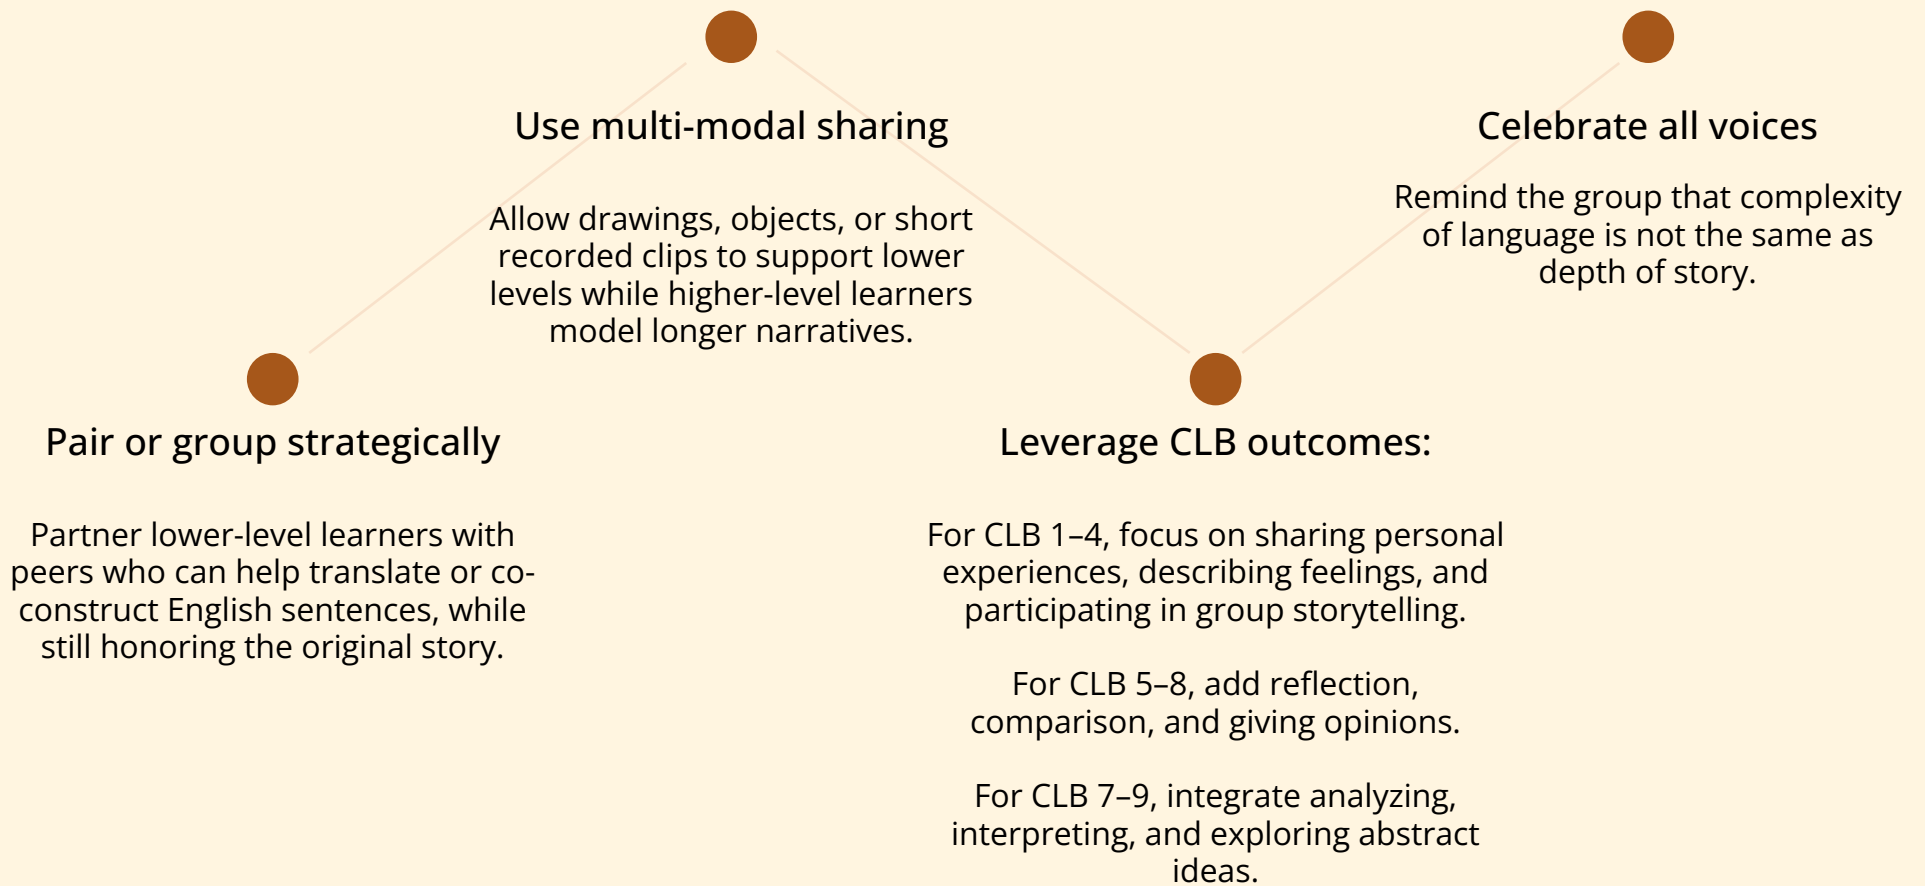 Pair or group strategically
Partner lower-level learners with
peers who can help translate or co-
construct English sentences, while
still honoring the original story.
Use multi-modal sharing
Allow drawings, objects, or short
recorded clips to support lower
levels while higher-level learners
model longer narratives.
Leverage CLB outcomes:
For CLB 1–4, focus on sharing personal
experiences, describing feelings, and
participating in group storytelling.
For CLB 5–8, add reflection,
comparison, and giving opinions.
For CLB 7–9, integrate analyzing,
interpreting, and exploring abstract
ideas.
Celebrate all voices
Remind the group that complexity
of language is not the same as
depth of story.